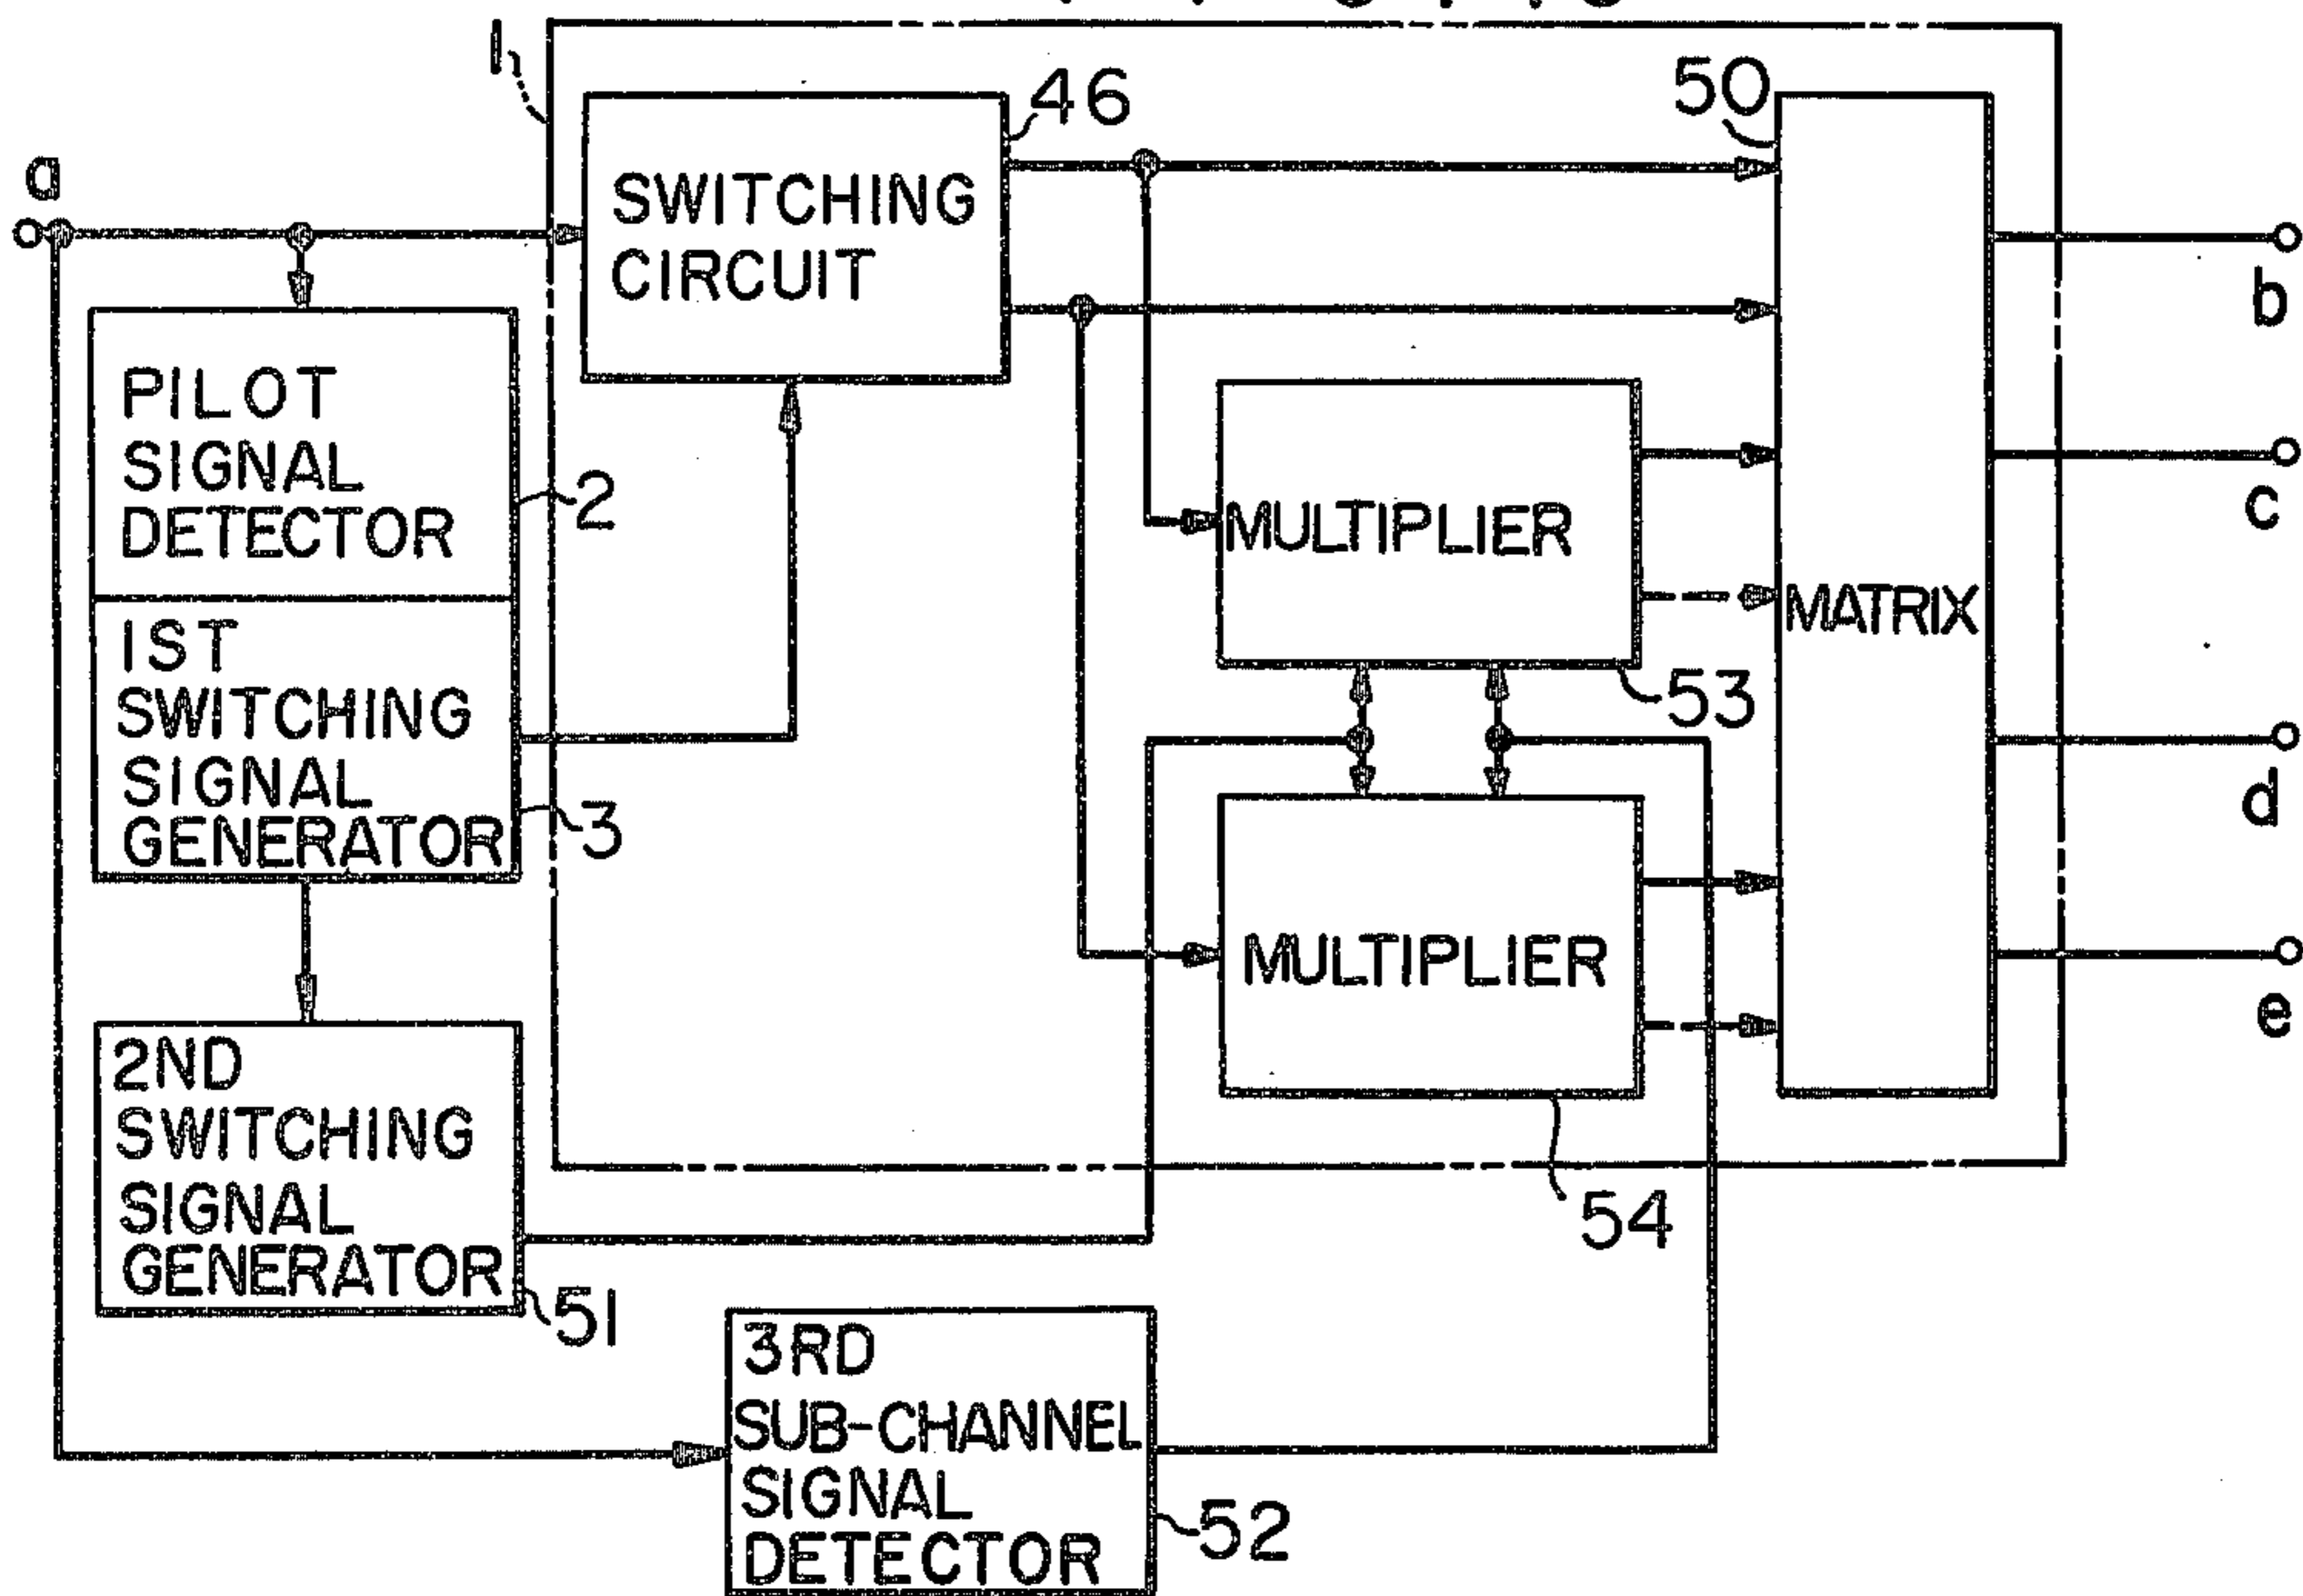 1
46
50
a
SWITCHING
CIRCUIT
b
PILOT
SIGNAL
DETECTOR
2
MULTIPLIER
c
MATRIX
1ST
SWITCHING
SIGNAL
GENERATOR
3
53
d
MULTIPLIER
e
2ND
SWITCHING
SIGNAL
GENERATOR
51
54
3RD
SUB-CHANNEL
SIGNAL
DETECTOR
52